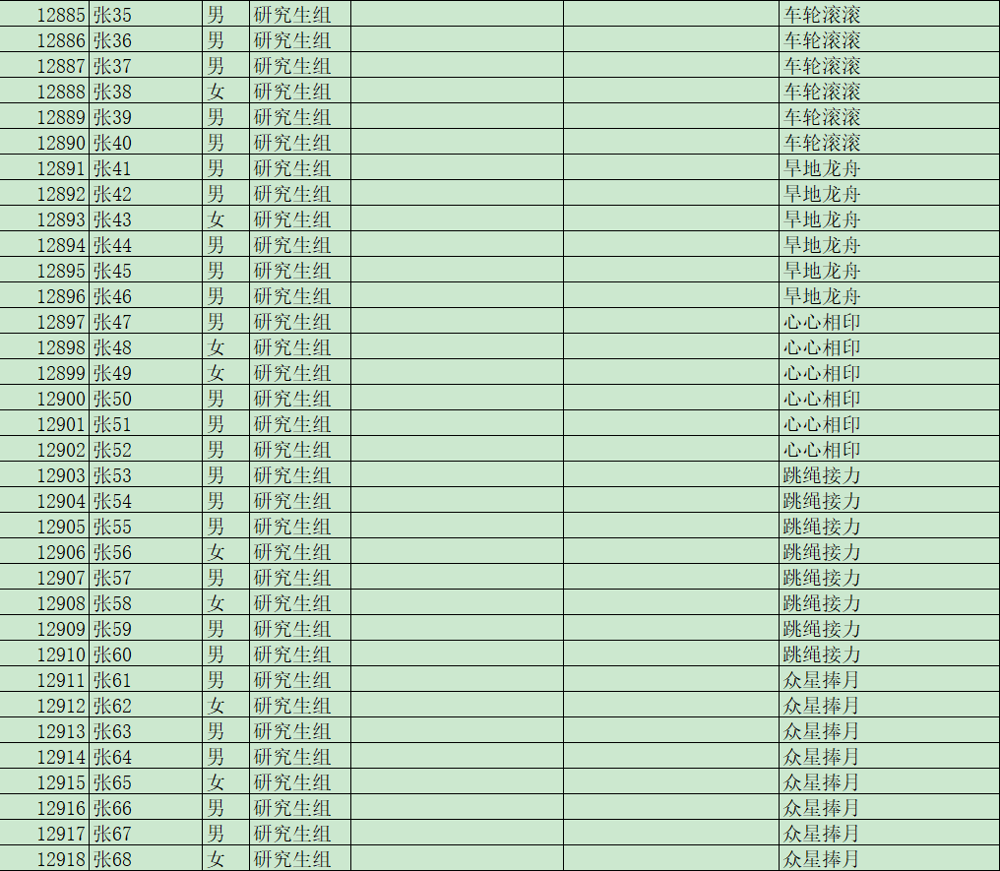 12885 张35 男 研究生组 车轮滚滚
12886 张36 男 研究生组 车轮滚滚
12887 张37 男 研究生组 车轮滚滚
12888 张38 女 研究生组 车轮滚滚
12889 张39 男 研究生组 车轮滚滚
12890 张40 男 研究生组 车轮滚滚
12891 张41 男 研究生组 旱地龙舟
12892 张42 男 研究生组 旱地龙舟
12893 张43 女 研究生组 旱地龙舟
12894 张44 男 研究生组 旱地龙舟
12895 张45 男 研究生组 旱地龙舟
12896 张46 男 研究生组 旱地龙舟
12897 张47 男 研究生组 心心相印
12898 张48 女 研究生组 心心相印
12899 张49 女 研究生组 心心相印
12900 张50 男 研究生组 心心相印
12901 张51 男 研究生组 心心相印
12902 张52 男 研究生组 心心相印
12903 张53 男 研究生组 跳绳接力
12904 张54 男 研究生组 跳绳接力
12905 张55 男 研究生组 跳绳接力
12906 张56 女 研究生组 跳绳接力
12907 张57 男 研究生组 跳绳接力
12908 张58 女 研究生组 跳绳接力
12909 张59 男 研究生组 跳绳接力
12910 张60 男 研究生组 跳绳接力
12911 张61 男 研究生组 众星捧月
12912 张62 女 研究生组 众星捧月
12913 张63 男 研究生组 众星捧月
12914 张64 男 研究生组 众星捧月
12915 张65 女 研究生组 众星捧月
12916 张66 男 研究生组 众星捧月
12917 张67 男 研究生组 众星捧月
12918 张68 女 研究生组 众星捧月